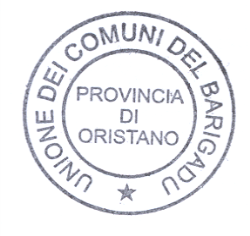 UNIONE DEI COMUNI DEL BARIGADU
PROVINCIA
DI
ORISTANO